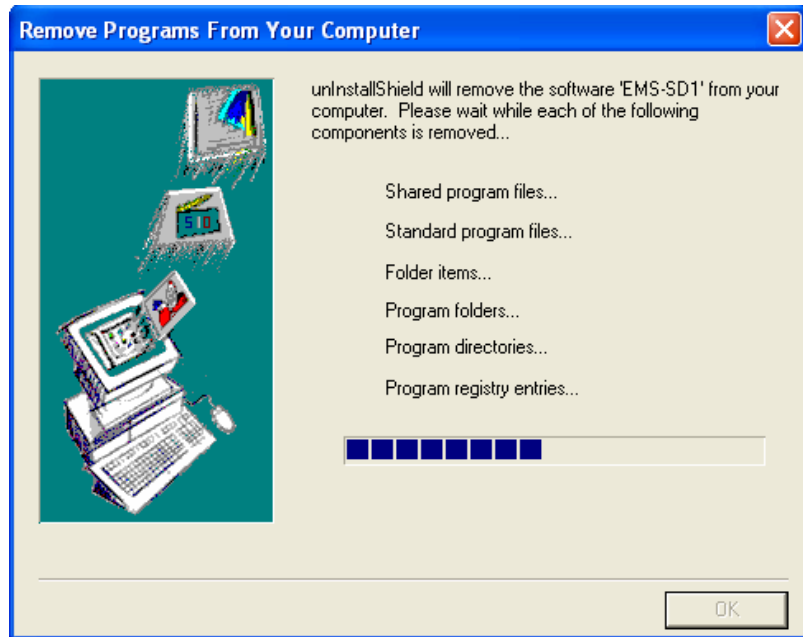 Remove Programs From Your Computer
unInstallShield will remove the software 'EMS-SD1' from your
computer.  Please wait while each of the following
components is removed...
Shared program files...
Standard program files...
Folder items...
Program folders...
Program directories...
Program registry entries...
OK